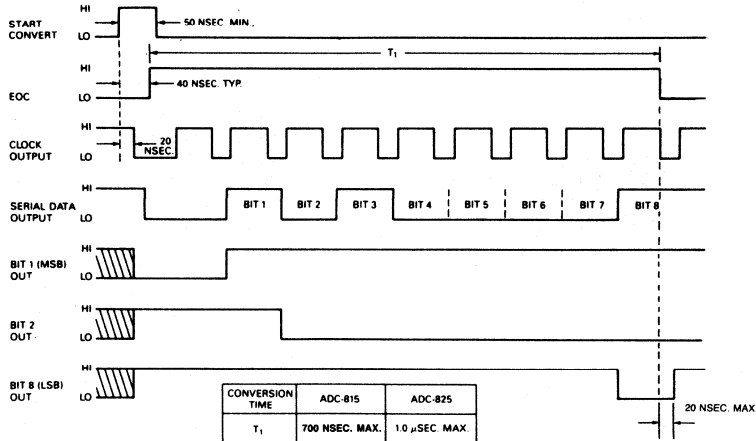 HI
START
CONVERT
LO
50 NSEC. MIN.
T₁
HI
EOC
LO
40 NSEC. TYP.
HI
CLOCK
OUTPUT
LO
20
NSEC.
HI
SERIAL DATA
OUTPUT
LO
BIT 1 BIT 2 BIT 3 BIT 4 BIT 5 BIT 6 BIT 7 BIT 8
HI
BIT 1 (MSB)
OUT
LO
HI
BIT 2
OUT
LO
HI
BIT 8 (LSB)
OUT
LO
CONVERSION TIME ADC-815 ADC-825
T₁ 700 NSEC. MAX. 1.0 µSEC. MAX.
20 NSEC. MAX